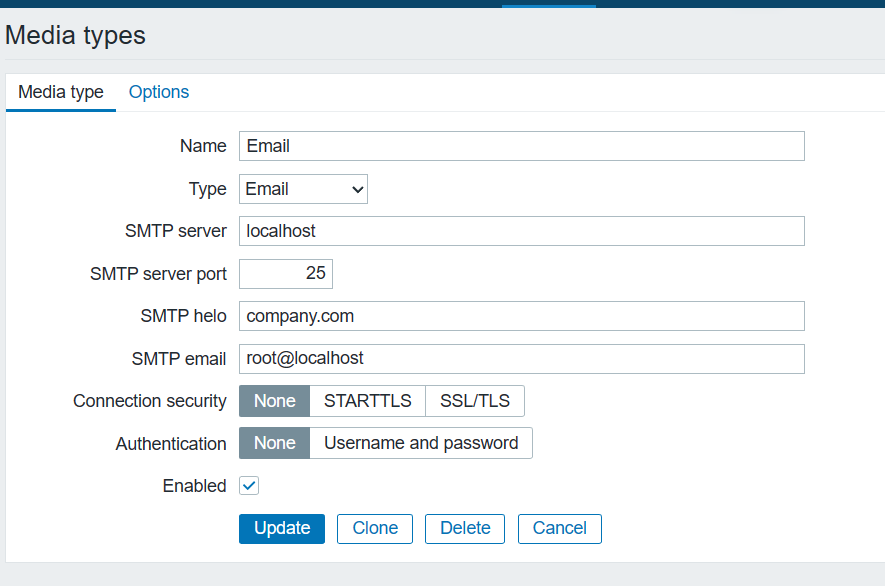 Media types
Media type Options
Name Email
Type Email
SMTP server localhost
SMTP server port 25
SMTP helo company.com
SMTP email root@localhost
Connection security None STARTTLS SSL/TLS
Authentication None Username and password
Enabled
Update Clone Delete Cancel